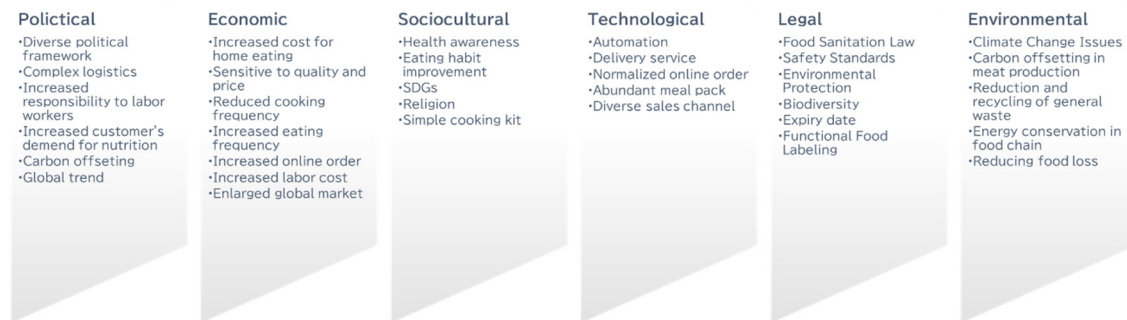 Polictical
・Diverse political
framework
・Complex logistics
・Increased
responsibility to labor
workers
・Increased customer's
demand for nutrition
・Carbon offseting
・Global trend
Economic
・Increased cost for
home eating
・Sensitive to quality and
price
・Reduced cooking
frequency
・Increased eating
frequency
・Increased online order
・Increased labor cost
・Enlarged global market
Sociocultural
・Health awareness
・Eating habit
improvement
・SDGs
・Religion
・Simple cooking kit
Technological
・Automation
・Delivery service
・Normalized online order
・Abundant meal pack
・Diverse sales channel
Legal
・Food Sanitation Law
・Safety Standards
・Environmental
Protection
・Biodiversity
・Expiry date
・Functional Food
Labeling
Environmental
・Climate Change Issues
・Carbon offsetting in
meat production
・Reduction and
recycling of general
waste
・Energy conservation in
food chain
・Reducing food loss